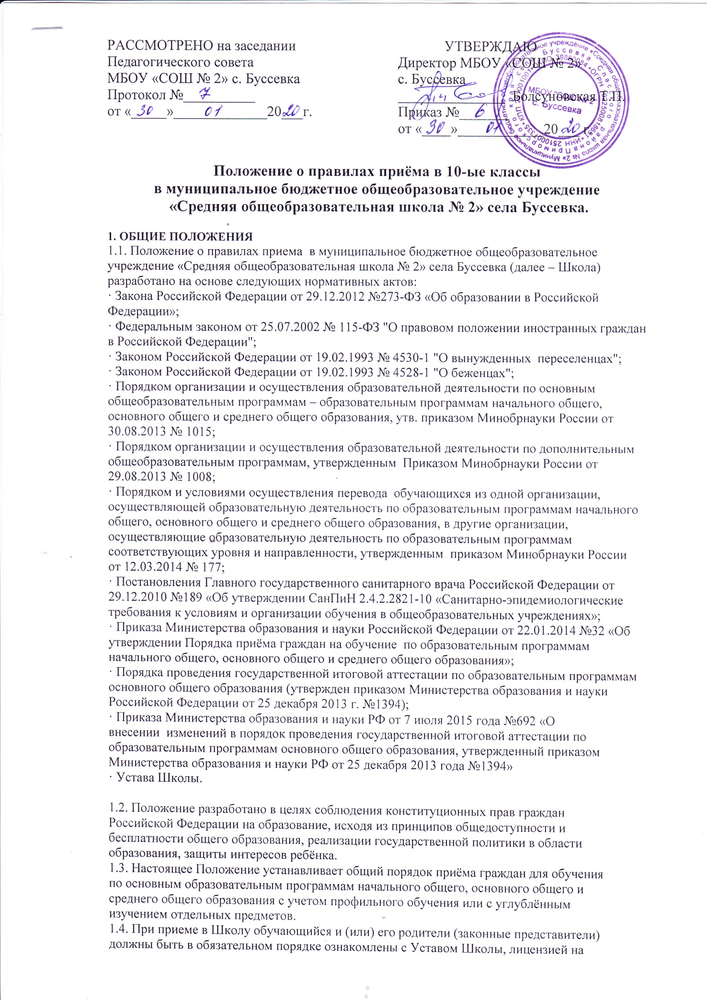 РАССМОТРЕНО на заседании
Педагогического совета
МБОУ «СОШ № 2» с. Буссевка
Протокол № 7
от « 30 » 01 2020 г.
УТВЕРЖДАЮ
Директор МБОУ «СОШ № 2»
с. Буссевка
Болсуновская Т.П.
Приказ № 6
от « 30 » 01 2020 г.
МБОУ "СОШ № 2"
с. Буссевка
Положение о правилах приёма в 10-ые классы
в муниципальное бюджетное общеобразовательное учреждение
«Средняя общеобразовательная школа № 2» села Буссевка.
1. ОБЩИЕ ПОЛОЖЕНИЯ
1.1. Положение о правилах приема в муниципальное бюджетное общеобразовательное
учреждение «Средняя общеобразовательная школа № 2» села Буссевка (далее – Школа)
разработано на основе следующих нормативных актов:
· Закона Российской Федерации от 29.12.2012 №273-ФЗ «Об образовании в Российской
Федерации»;
· Федеральным законом от 25.07.2002 № 115-ФЗ "О правовом положении иностранных граждан
в Российской Федерации";
· Законом Российской Федерации от 19.02.1993 № 4530-1 "О вынужденных переселенцах";
· Законом Российской Федерации от 19.02.1993 № 4528-1 "О беженцах";
· Порядком организации и осуществления образовательной деятельности по основным
общеобразовательным программам – образовательным программам начального общего,
основного общего и среднего общего образования, утв. приказом Минобрнауки России от
30.08.2013 № 1015;
· Порядком организации и осуществления образовательной деятельности по дополнительным
общеобразовательным программам, утвержденным Приказом Минобрнауки России от
29.08.2013 № 1008;
· Порядком и условиями осуществления перевода обучающихся из одной организации,
осуществляющей образовательную деятельность по образовательным программам начального
общего, основного общего и среднего общего образования, в другие организации,
осуществляющие образовательную деятельность по образовательным программам
соответствующих уровня и направленности, утвержденным приказом Минобрнауки России
от 12.03.2014 № 177;
· Постановления Главного государственного санитарного врача Российской Федерации от
29.12.2010 №189 «Об утверждении СанПиН 2.4.2.2821-10 «Санитарно-эпидемиологические
требования к условиям и организации обучения в общеобразовательных учреждениях»;
· Приказа Министерства образования и науки Российской Федерации от 22.01.2014 №32 «Об
утверждении Порядка приёма граждан на обучение по образовательным программам
начального общего, основного общего и среднего общего образования»;
· Порядка проведения государственной итоговой аттестации по образовательным программам
основного общего образования (утвержден приказом Министерства образования и науки
Российской Федерации от 25 декабря 2013 г. №1394);
· Приказа Министерства образования и науки РФ от 7 июля 2015 года №692 «О
внесении изменений в порядок проведения государственной итоговой аттестации по
образовательным программам основного общего образования, утвержденный приказом
Министерства образования и науки РФ от 25 декабря 2013 года №1394»
· Устава Школы.
1.2. Положение разработано в целях соблюдения конституционных прав граждан
Российской Федерации на образование, исходя из принципов общедоступности и
бесплатности общего образования, реализации государственной политики в области
образования, защиты интересов ребёнка.
1.3. Настоящее Положение устанавливает общий порядок приёма граждан для обучения
по основным образовательным программам начального общего, основного общего и
среднего общего образования с учетом профильного обучения или с углублённым
изучением отдельных предметов.
1.4. При приеме в Школу обучающийся и (или) его родители (законные представители)
должны быть в обязательном порядке ознакомлены с Уставом Школы, лицензией на